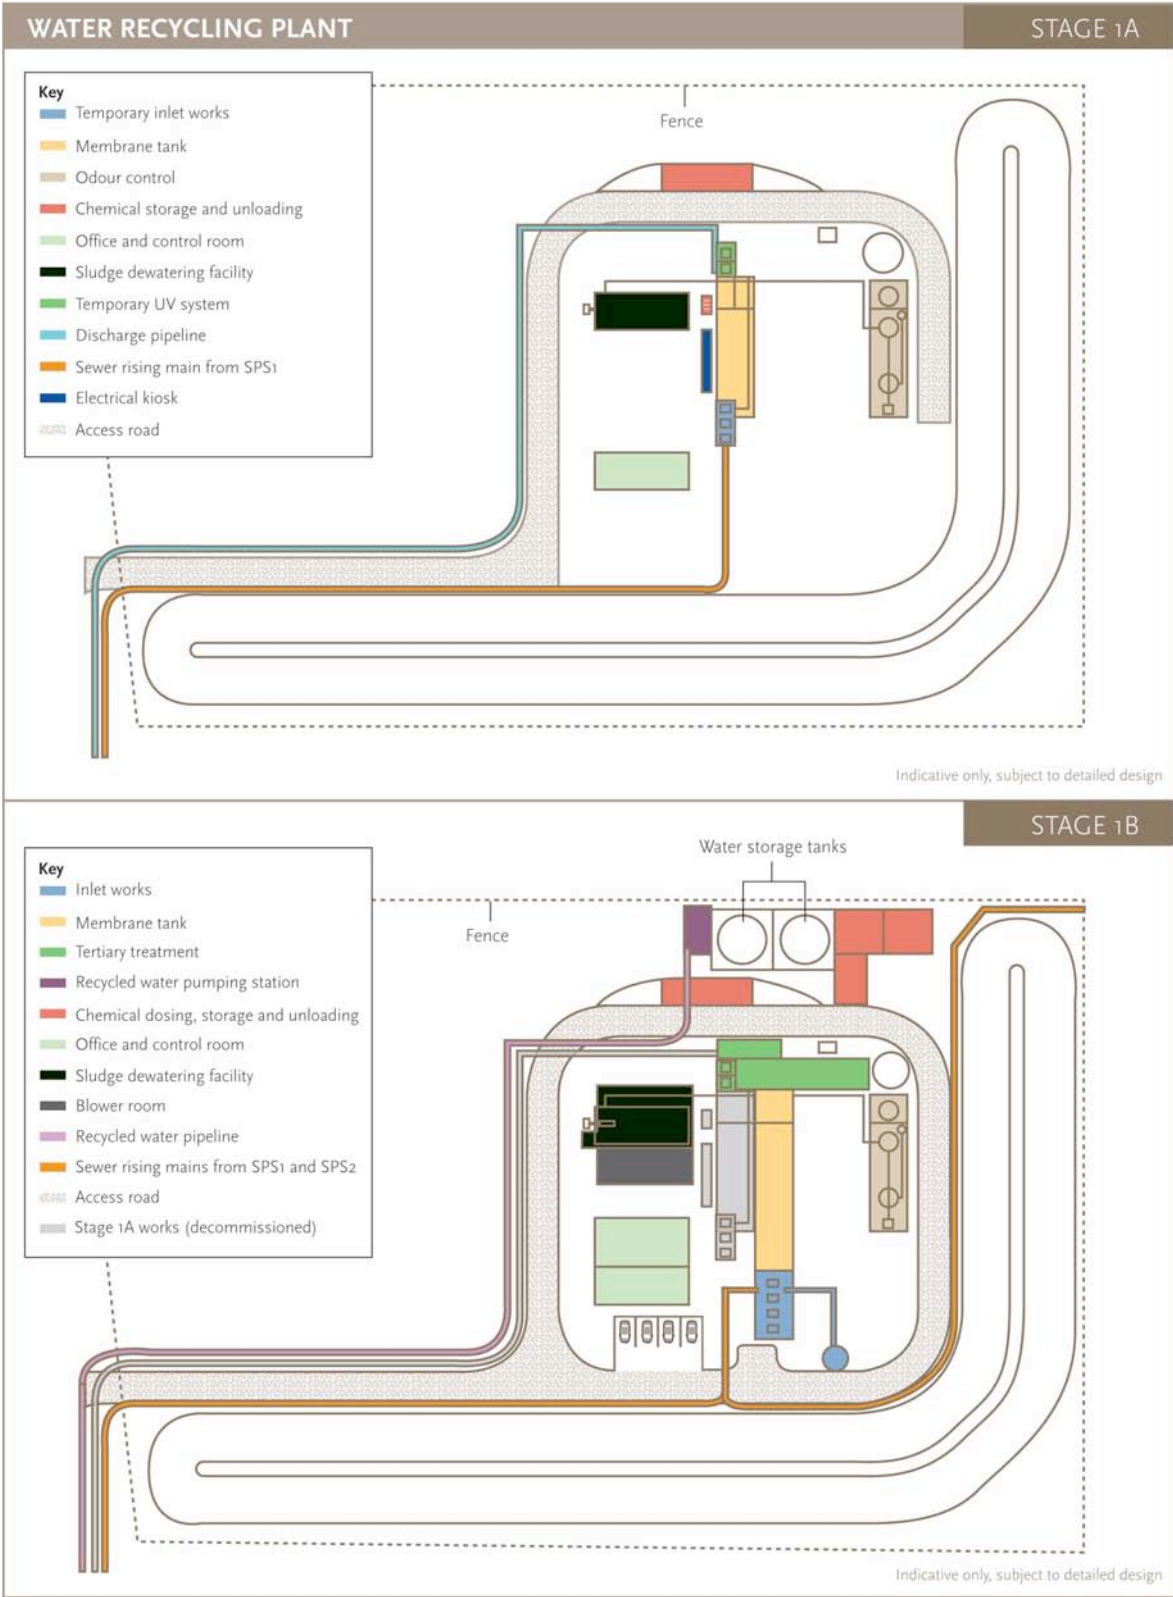 WATER RECYCLING PLANT
STAGE 1A
Key
Temporary inlet works
Membrane tank
Odour control
Chemical storage and unloading
Office and control room
Sludge dewatering facility
Temporary UV system
Discharge pipeline
Sewer rising main from SPS1
Electrical kiosk
Access road
Fence
Indicative only, subject to detailed design
STAGE 1B
Water storage tanks
Key
Inlet works
Membrane tank
Tertiary treatment
Recycled water pumping station
Chemical dosing, storage and unloading
Office and control room
Sludge dewatering facility
Blower room
Recycled water pipeline
Sewer rising mains from SPS1 and SPS2
Access road
Stage 1A works (decommissioned)
Fence
Indicative only, subject to detailed design